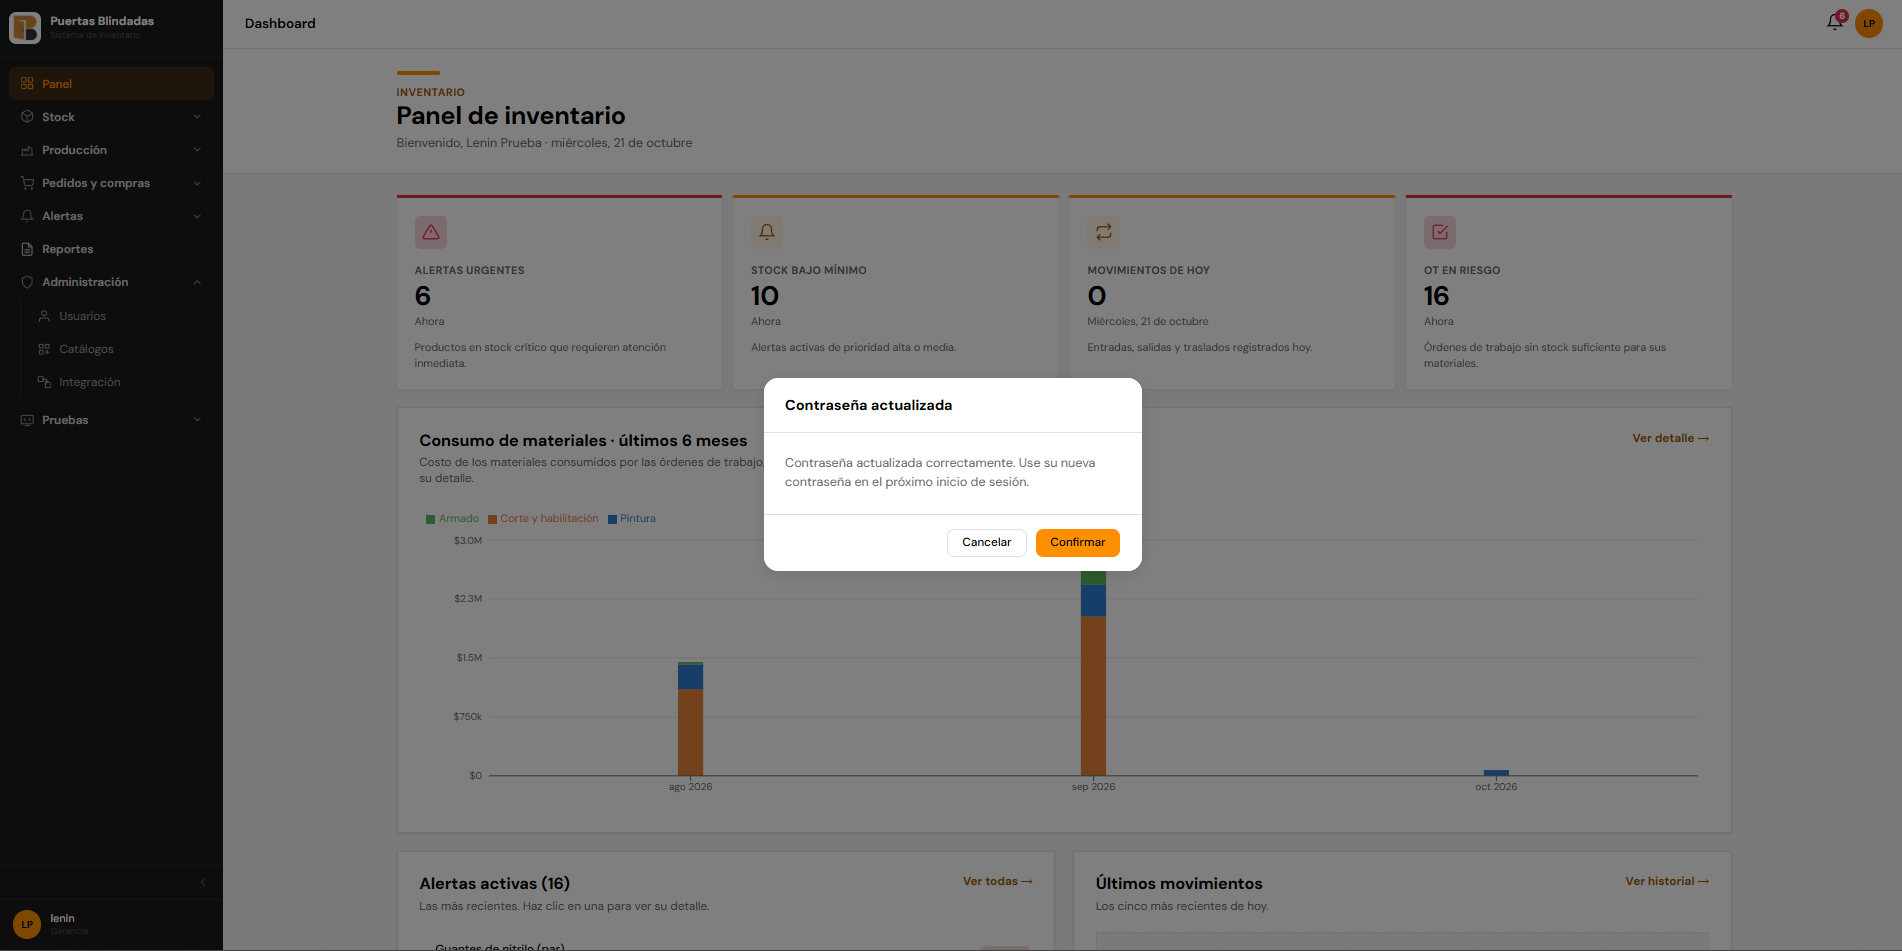 Puertas Blindadas
Sistema de Inventario
Panel
Stock
Producción
Pedidos y compras
Alertas
Reportes
Administración
Usuarios
Catálogos
Integración
Pruebas
lenin
Gerencia
LP
Dashboard
6
LP
INVENTARIO
Panel de inventario
Bienvenido, Lenin Prueba · miércoles, 21 de octubre
ALERTAS URGENTES
6
Ahora
Productos en stock crítico que requieren atención
inmediata.
STOCK BAJO MÍNIMO
10
Ahora
Alertas activas de prioridad alta o media.
MOVIMIENTOS DE HOY
0
Miércoles, 21 de octubre
Entradas, salidas y traslados registrados hoy.
OT EN RIESGO
16
Ahora
Órdenes de trabajo sin stock suficiente para sus
materiales.
Consumo de materiales · últimos 6 meses
Ver detalle →
Costo de los materiales consumidos por las órdenes de trabajo,
su detalle.
Armado Corte y habilitación Pintura
$3.0M
$2.3M
$1.5M
$750k
$0
ago 2026 sep 2026 oct 2026
Contraseña actualizada
Contraseña actualizada correctamente. Use su nueva
contraseña en el próximo inicio de sesión.
Cancelar Confirmar
Alertas activas (16)
Ver todas →
Las más recientes. Haz clic en una para ver su detalle.
Guantes de nitrilo (par)
Últimos movimientos
Ver historial →
Los cinco más recientes de hoy.